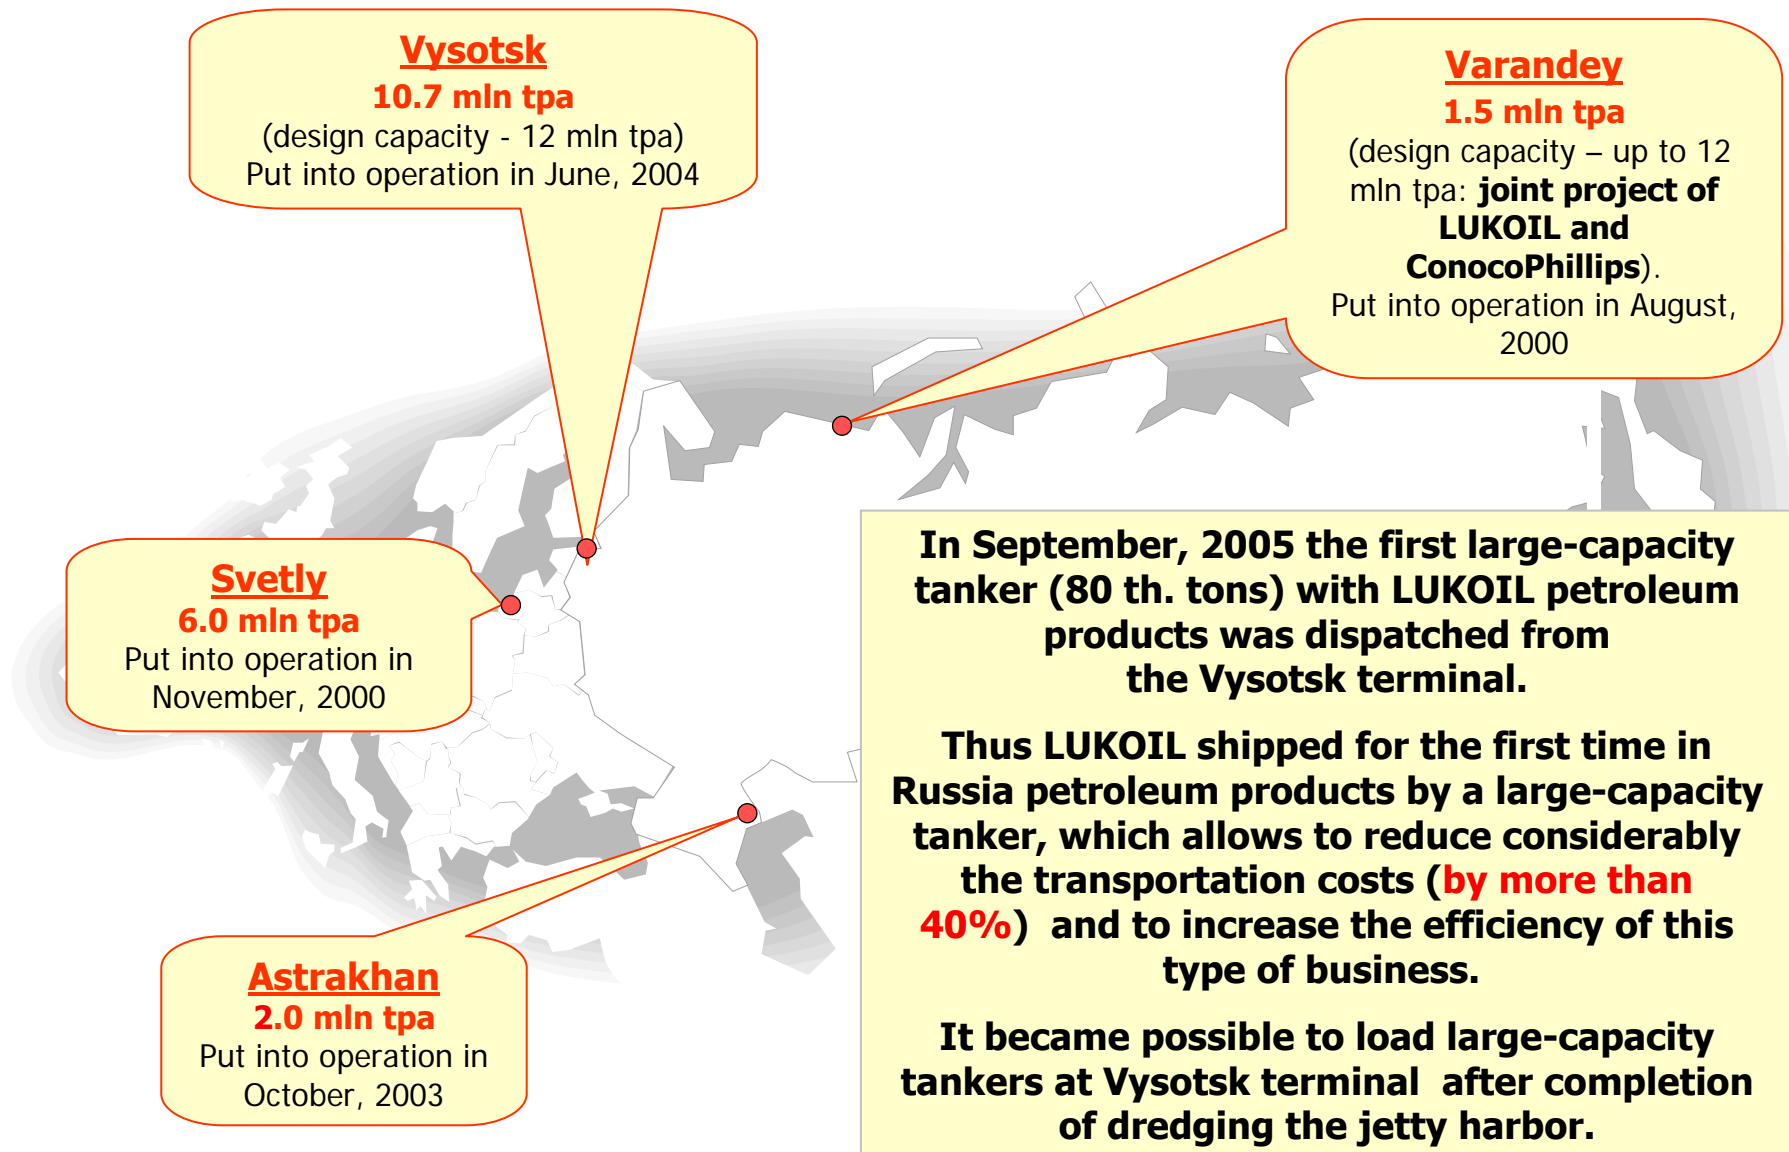 Vysotsk
10.7 mln tpa
(design capacity - 12 mln tpa)
Put into operation in June, 2004
Varandey
1.5 mln tpa
(design capacity – up to 12
mln tpa: joint project of
LUKOIL and
ConocoPhillips).
Put into operation in August,
2000
Svetly
6.0 mln tpa
Put into operation in
November, 2000
Astrakhan
2.0 mln tpa
Put into operation in
October, 2003
In September, 2005 the first large-capacity
tanker (80 th. tons) with LUKOIL petroleum
products was dispatched from
the Vysotsk terminal.
Thus LUKOIL shipped for the first time in
Russia petroleum products by a large-capacity
tanker, which allows to reduce considerably
the transportation costs (by more than
40%)  and to increase the efficiency of this
type of business.
It became possible to load large-capacity
tankers at Vysotsk terminal  after completion
of dredging the jetty harbor.